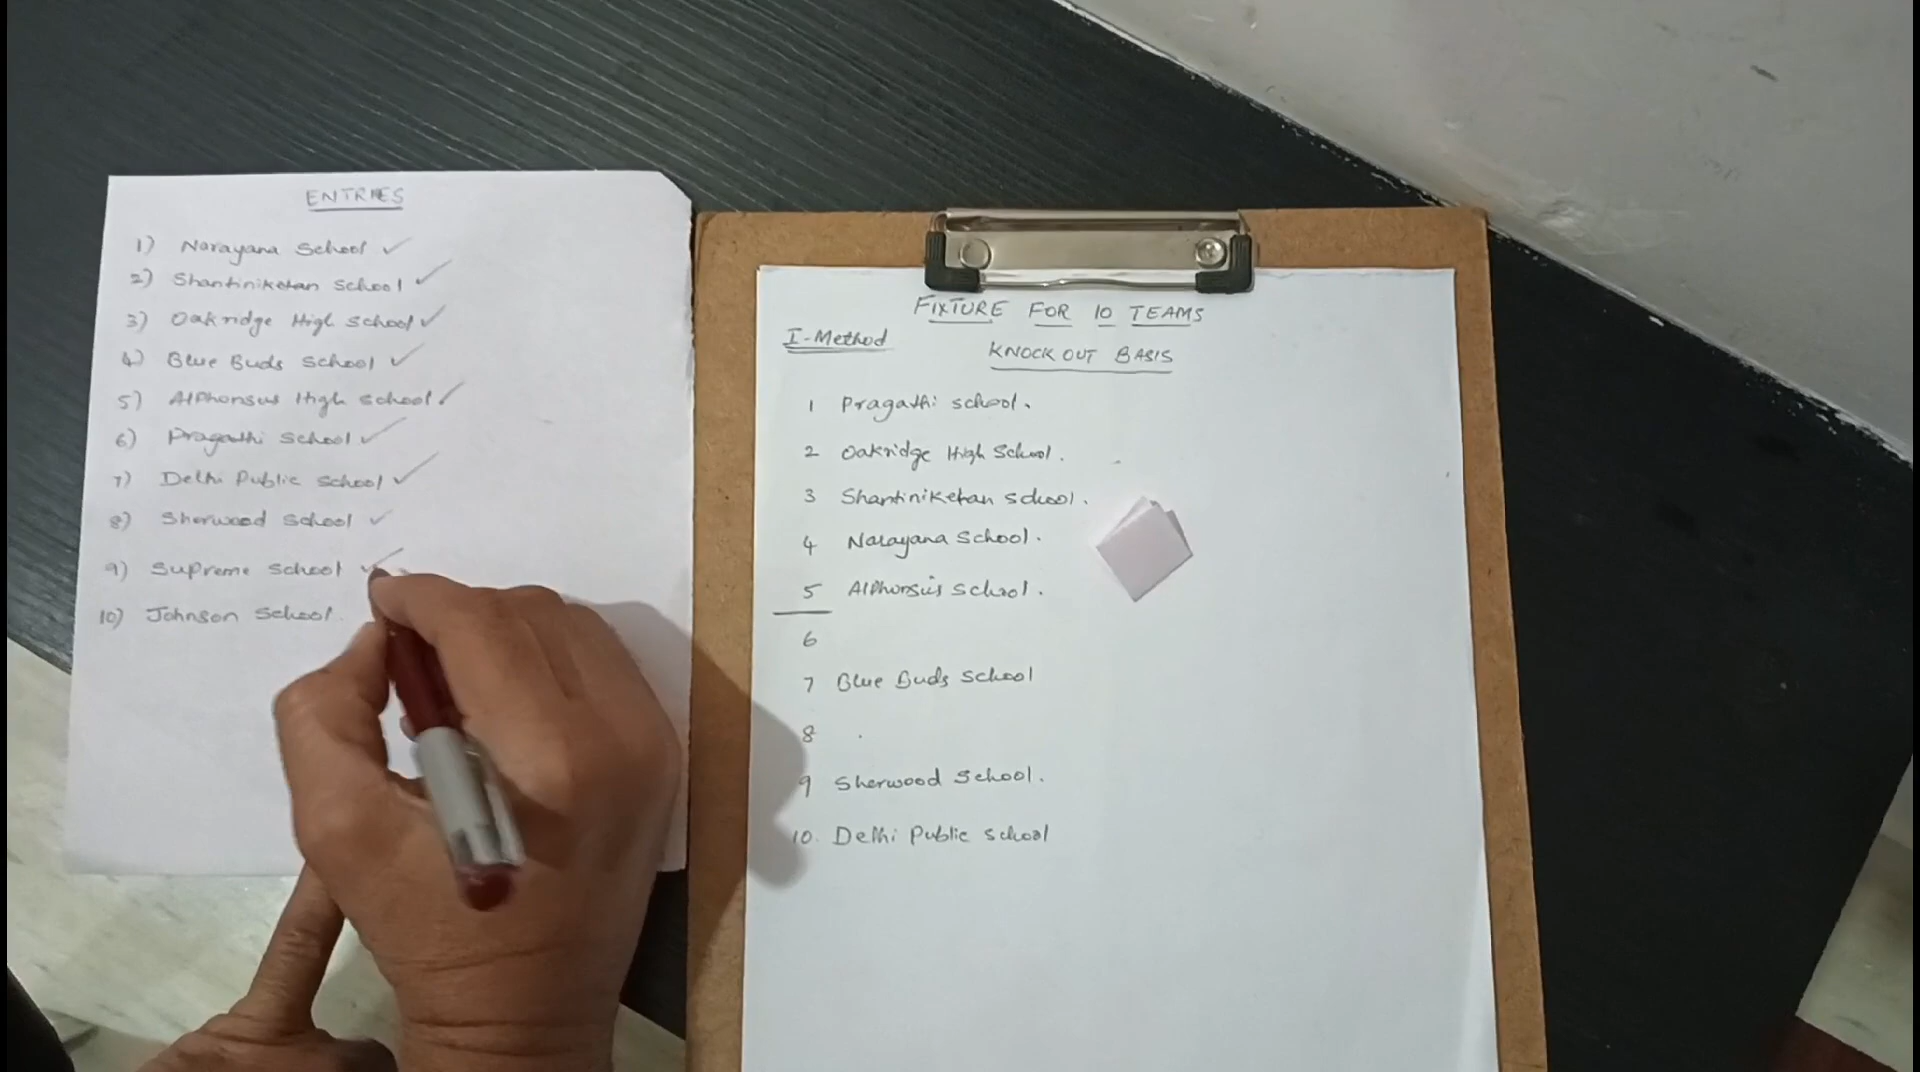 ENTRIES
1) Narayana School ✓
2) Shantiniketan School ✓
3) Oakridge High School ✓
4) Blue Buds School ✓
5) Alphonsus High School ✓
6) Pragathi School ✓
7) Delhi Public School ✓
8) Sherwood School ✓
9) Supreme School ✓
10) Johnson School.
FIXTURE FOR 10 TEAMS
I-Method
KNOCK OUT BASIS
1 Pragathi school.
2 Oakridge High School.
3 Shantiniketan school.
4 Narayana School.
5 Alphonsus School.
6
7 Blue Buds School
8 .
9 Sherwood School.
10. Delhi Public School